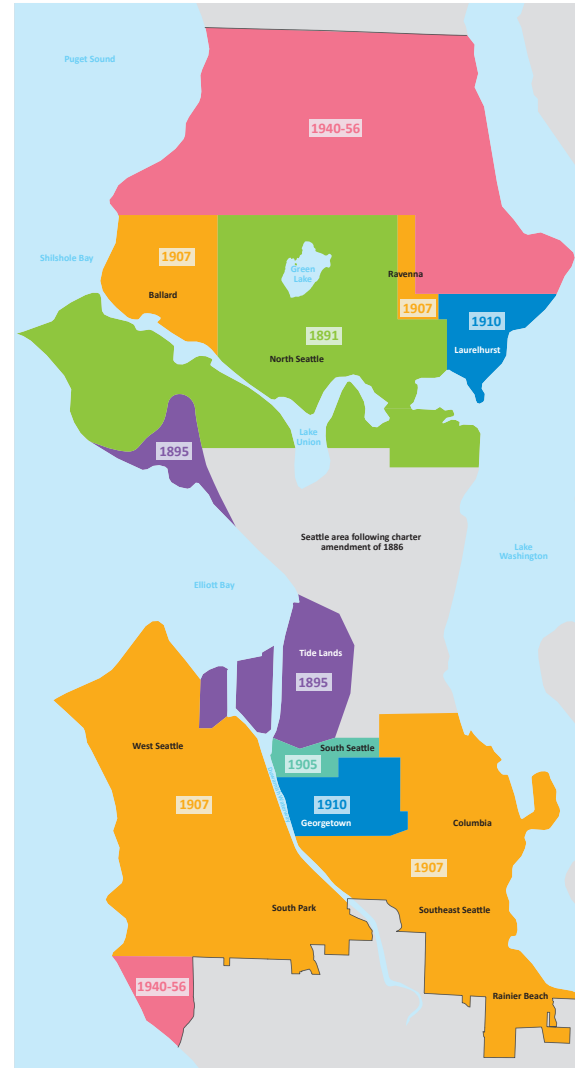 Puget Sound
1940-56
1907
Shilshole Bay
Green
Lake
Ravenna
Ballard
1907
1910
1891
Laurelhurst
North Seattle
Lake
Union
1895
Seattle area following charter
amendment of 1886
Lake
Washington
Elliott Bay
Tide Lands
1895
West Seattle
South Seattle
1905
1907
1910
Georgetown
Columbia
1907
South Park
Southeast Seattle
1940-56
Rainier Beach